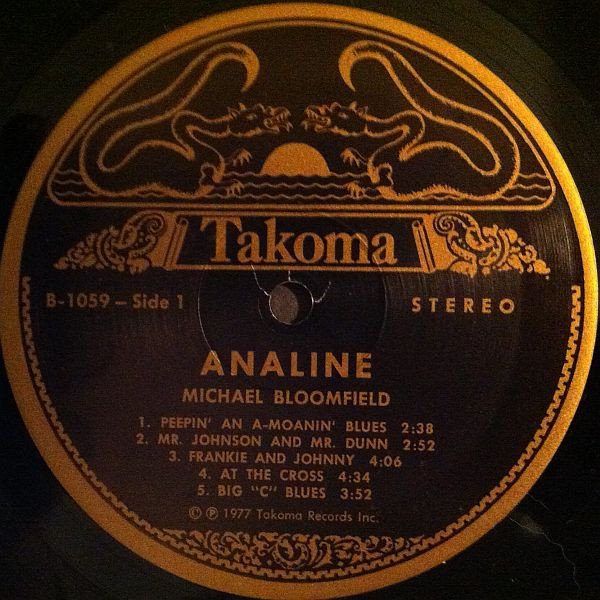 Takoma
B-1059 – Side 1
STEREO
ANALINE
MICHAEL BLOOMFIELD
1. PEEPIN' AN A-MOANIN' BLUES 2:38
2. MR. JOHNSON AND MR. DUNN 2:52
3. FRANKIE AND JOHNNY 4:06
4. AT THE CROSS 4:34
5. BIG "C" BLUES 3:52
© ℗ 1977 Takoma Records Inc.